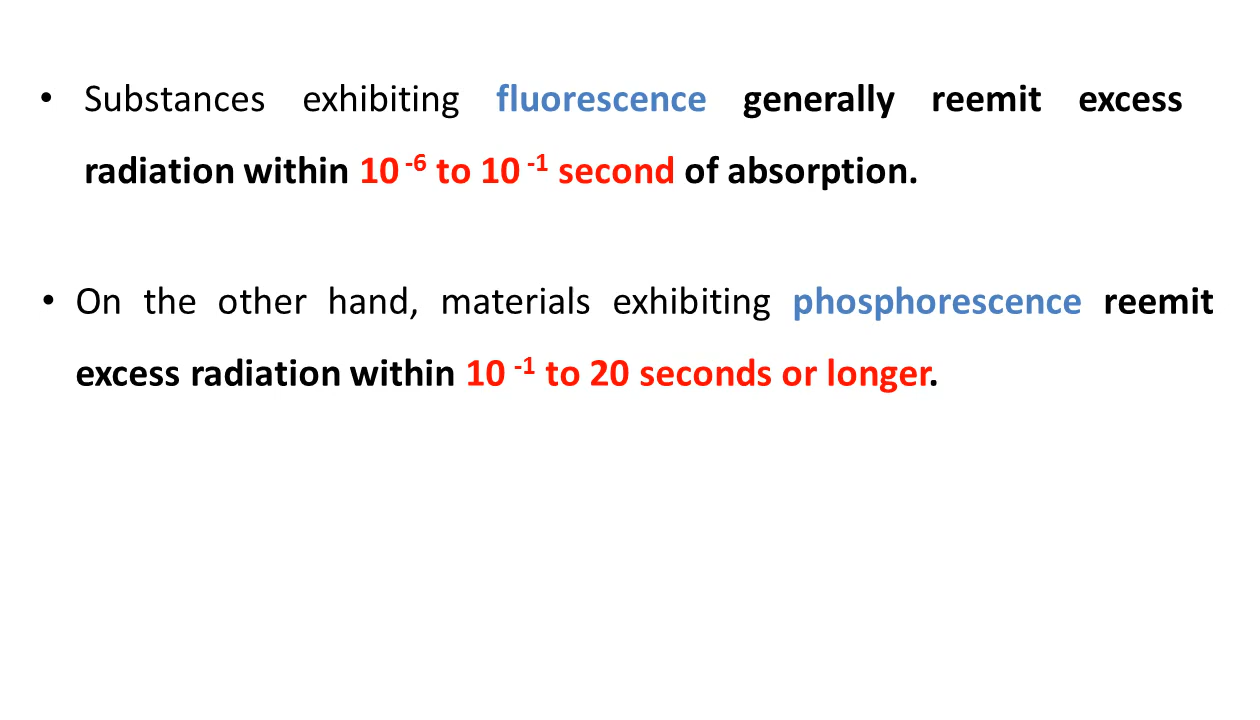 • Substances exhibiting fluorescence generally reemit excess
radiation within 10 -6 to 10 -1 second of absorption.
• On the other hand, materials exhibiting phosphorescence reemit
excess radiation within 10 -1 to 20 seconds or longer.